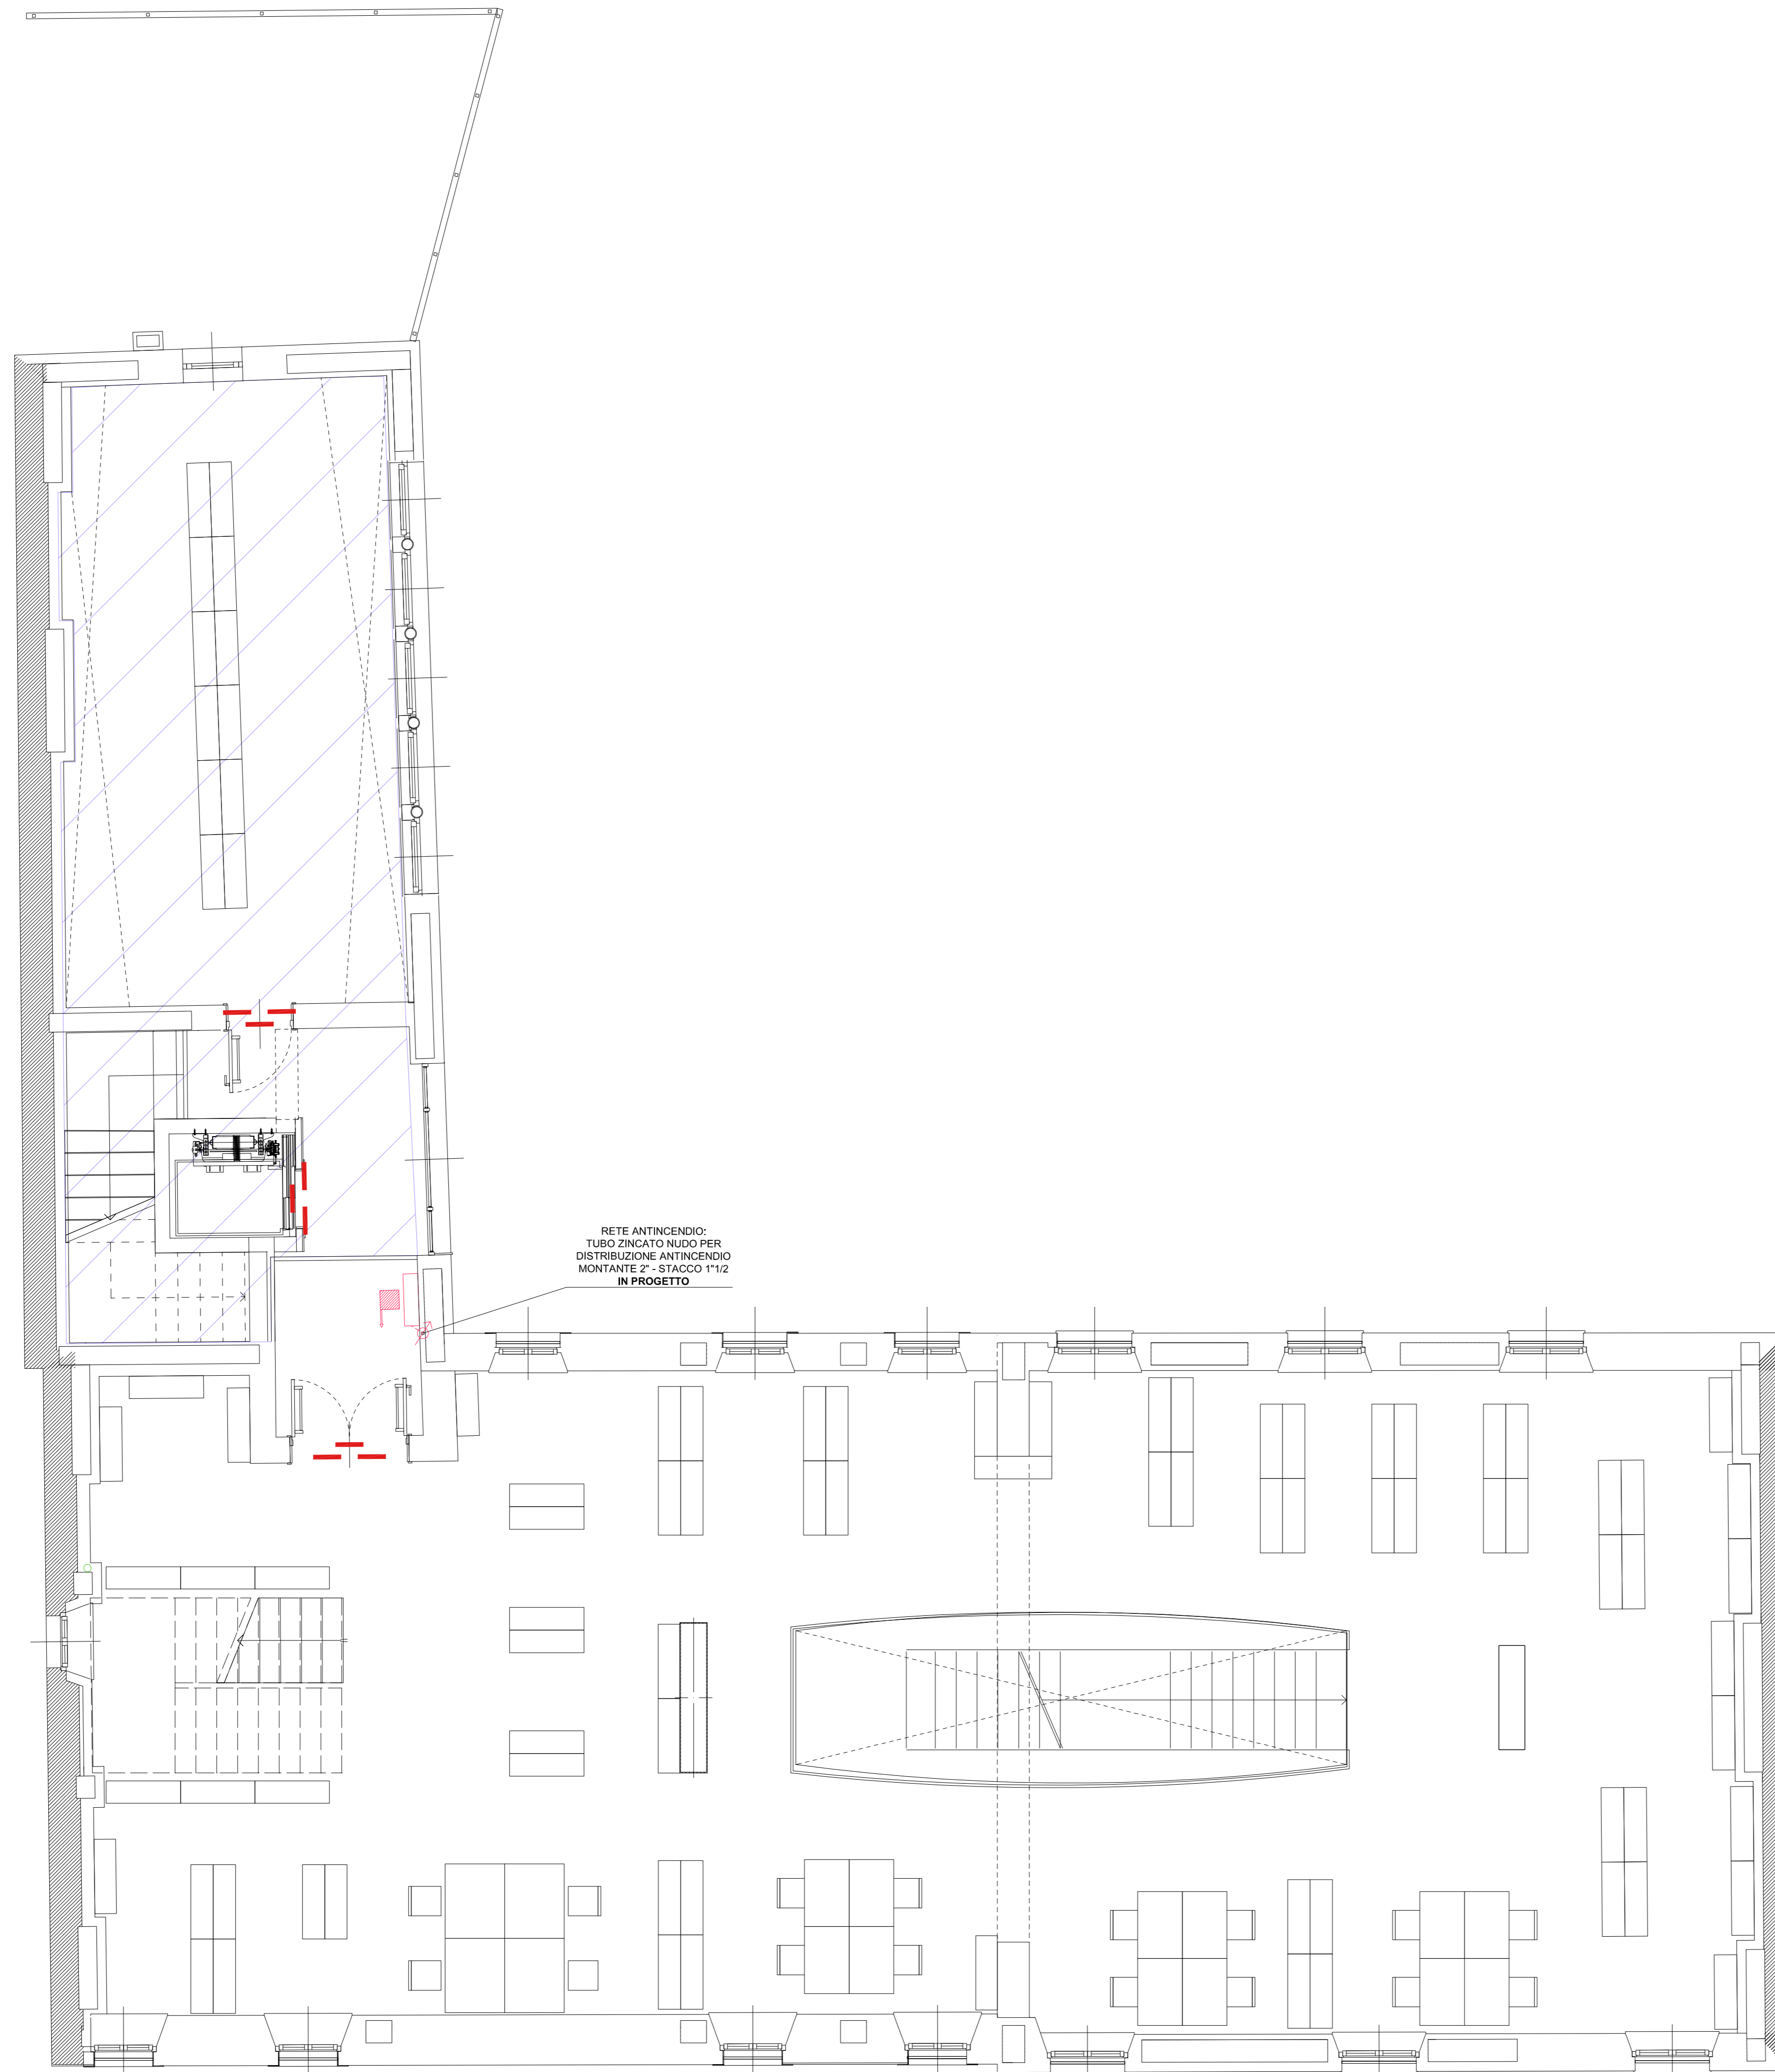 RETE ANTINCENDIO:
TUBO ZINCATO NUDO PER
DISTRIBUZIONE ANTINCENDIO
MONTANTE 2" - STACCO 1"1/2
IN PROGETTO